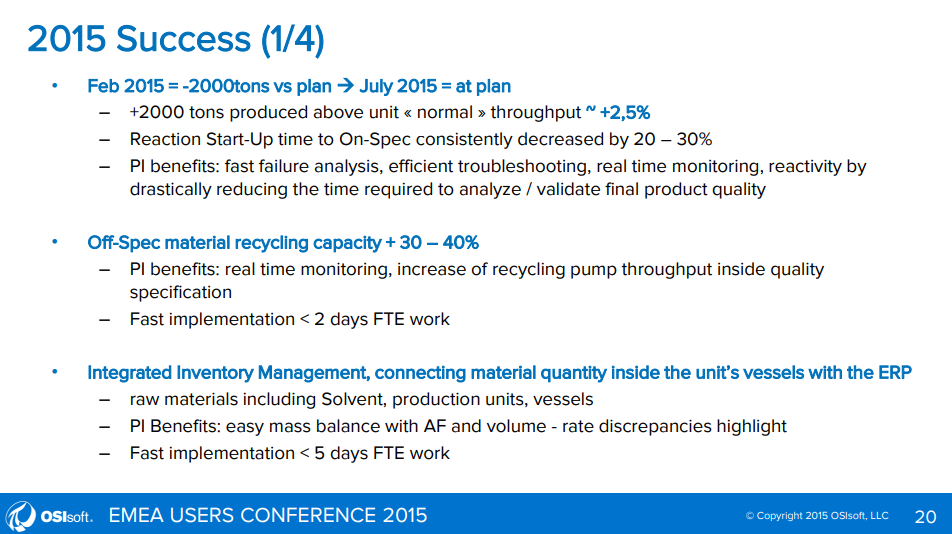 2015 Success (1/4)
• Feb 2015 = -2000tons vs plan → July 2015 = at plan
– +2000 tons produced above unit « normal » throughput ~ +2,5%
– Reaction Start-Up time to On-Spec consistently decreased by 20 – 30%
– PI benefits: fast failure analysis, efficient troubleshooting, real time monitoring, reactivity by
drastically reducing the time required to analyze / validate final product quality
• Off-Spec material recycling capacity + 30 – 40%
– PI benefits: real time monitoring, increase of recycling pump throughput inside quality
specification
– Fast implementation < 2 days FTE work
• Integrated Inventory Management, connecting material quantity inside the unit's vessels with the ERP
– raw materials including Solvent, production units, vessels
– PI Benefits: easy mass balance with AF and volume - rate discrepancies highlight
– Fast implementation < 5 days FTE work
OSIsoft. EMEA USERS CONFERENCE 2015 © Copyright 2015 OSIsoft, LLC 20